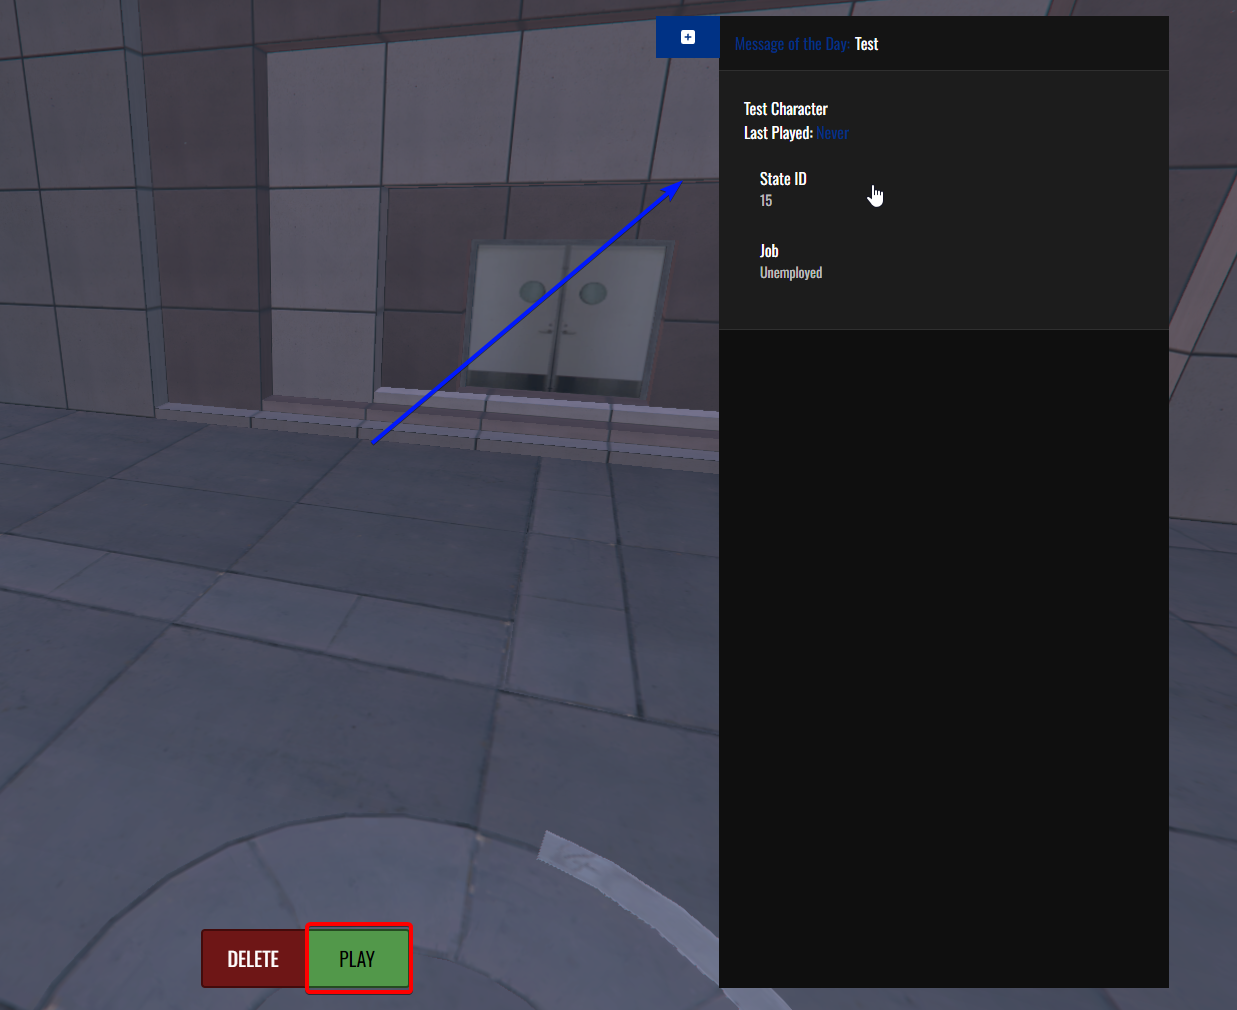 Message of the Day: Test
Test Character
Last Played: Never
State ID
15
Job
Unemployed
DELETE
PLAY